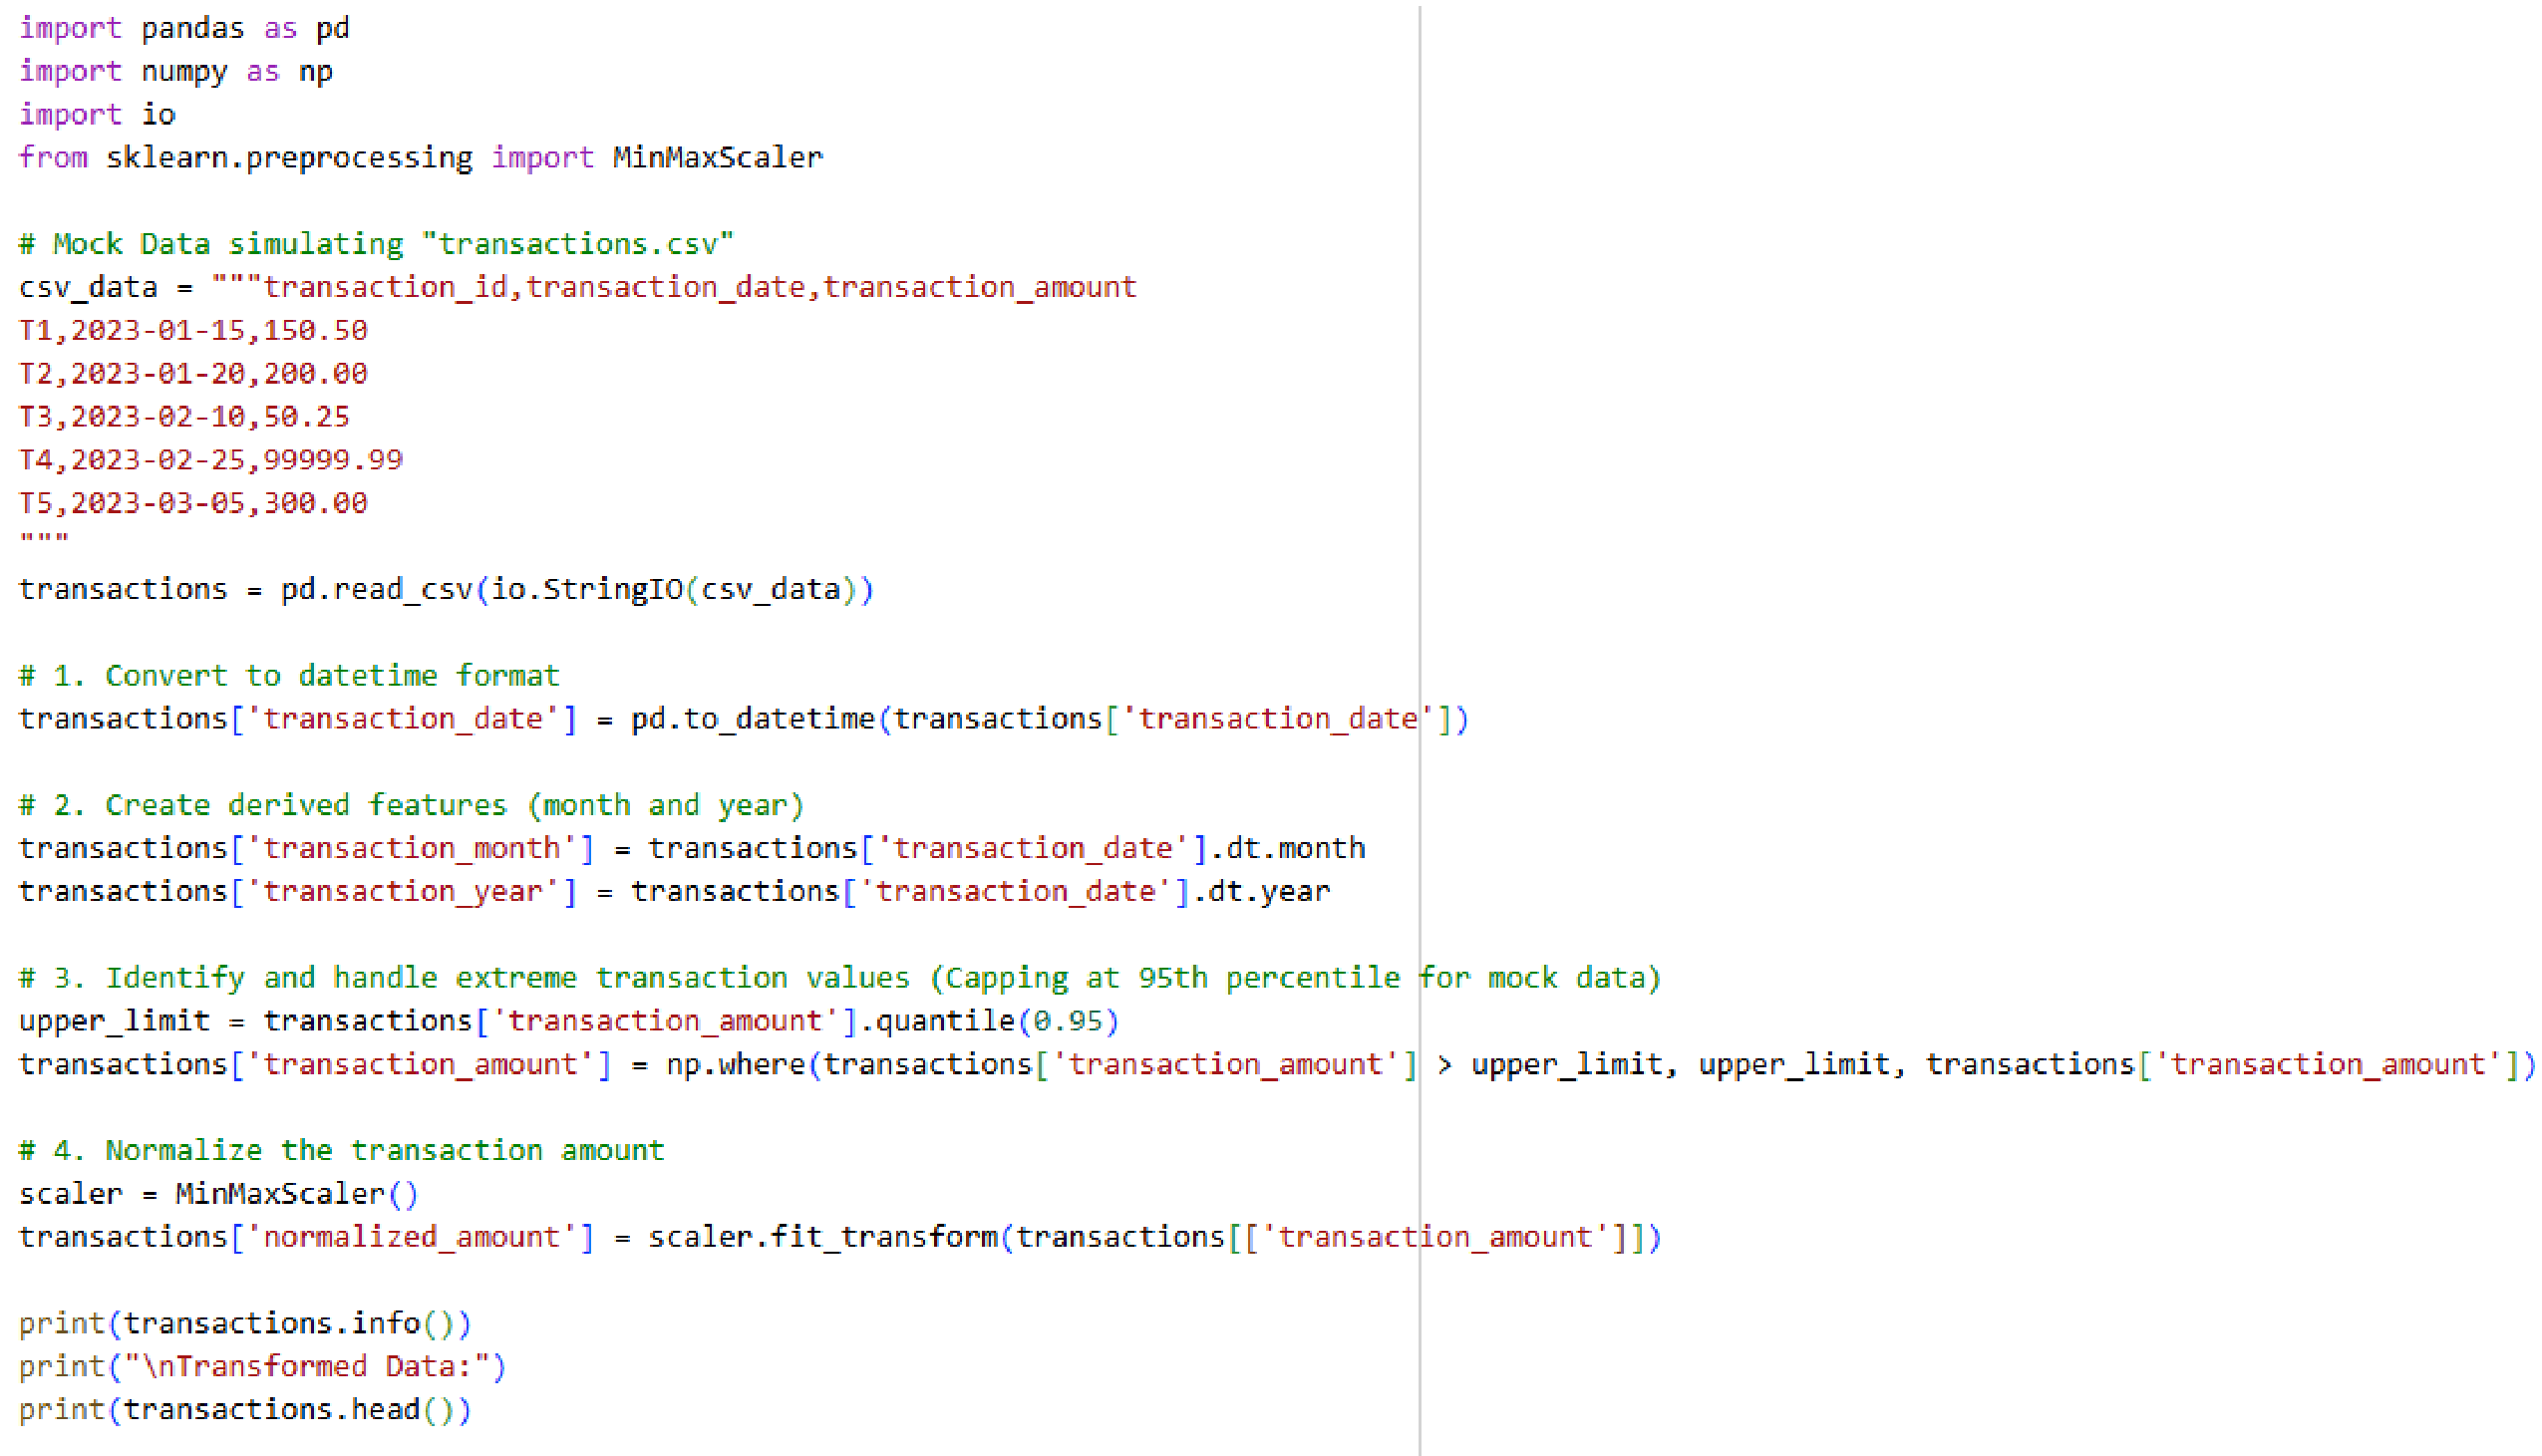 import pandas as pd
import numpy as np
import io
from sklearn.preprocessing import MinMaxScaler
# Mock Data simulating "transactions.csv"
csv_data = """transaction_id,transaction_date,transaction_amount
T1,2023-01-15,150.50
T2,2023-01-20,200.00
T3,2023-02-10,50.25
T4,2023-02-25,99999.99
T5,2023-03-05,300.00
"""
transactions = pd.read_csv(io.StringIO(csv_data))
# 1. Convert to datetime format
transactions['transaction_date'] = pd.to_datetime(transactions['transaction_date'])
# 2. Create derived features (month and year)
transactions['transaction_month'] = transactions['transaction_date'].dt.month
transactions['transaction_year'] = transactions['transaction_date'].dt.year
# 3. Identify and handle extreme transaction values (Capping at 95th percentile for mock data)
upper_limit = transactions['transaction_amount'].quantile(0.95)
transactions['transaction_amount'] = np.where(transactions['transaction_amount'] > upper_limit, upper_limit, transactions['transaction_amount'])
# 4. Normalize the transaction amount
scaler = MinMaxScaler()
transactions['normalized_amount'] = scaler.fit_transform(transactions[['transaction_amount']])
print(transactions.info())
print("\nTransformed Data:")
print(transactions.head())